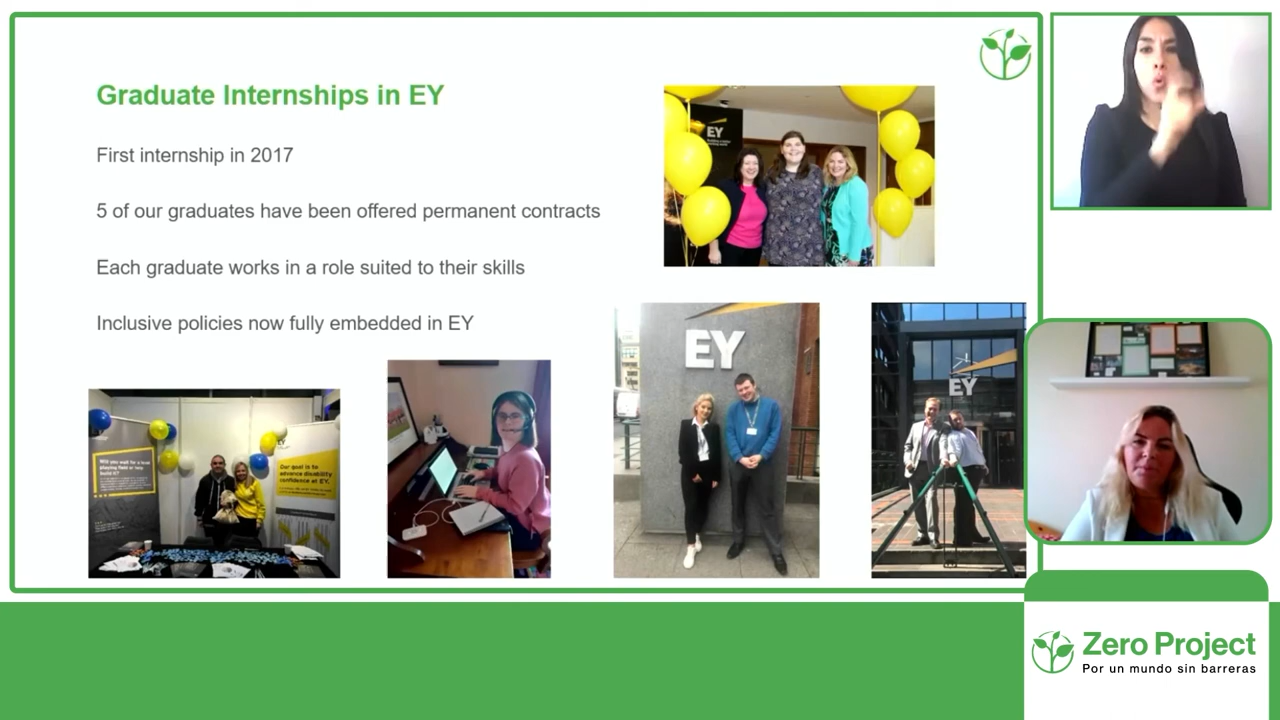 Graduate Internships in EY
First internship in 2017
5 of our graduates have been offered permanent contracts
Each graduate works in a role suited to their skills
Inclusive policies now fully embedded in EY
EY
EY
EY
Our goal is to
advance disability
confidence at EY.
Zero Project
Por un mundo sin barreras